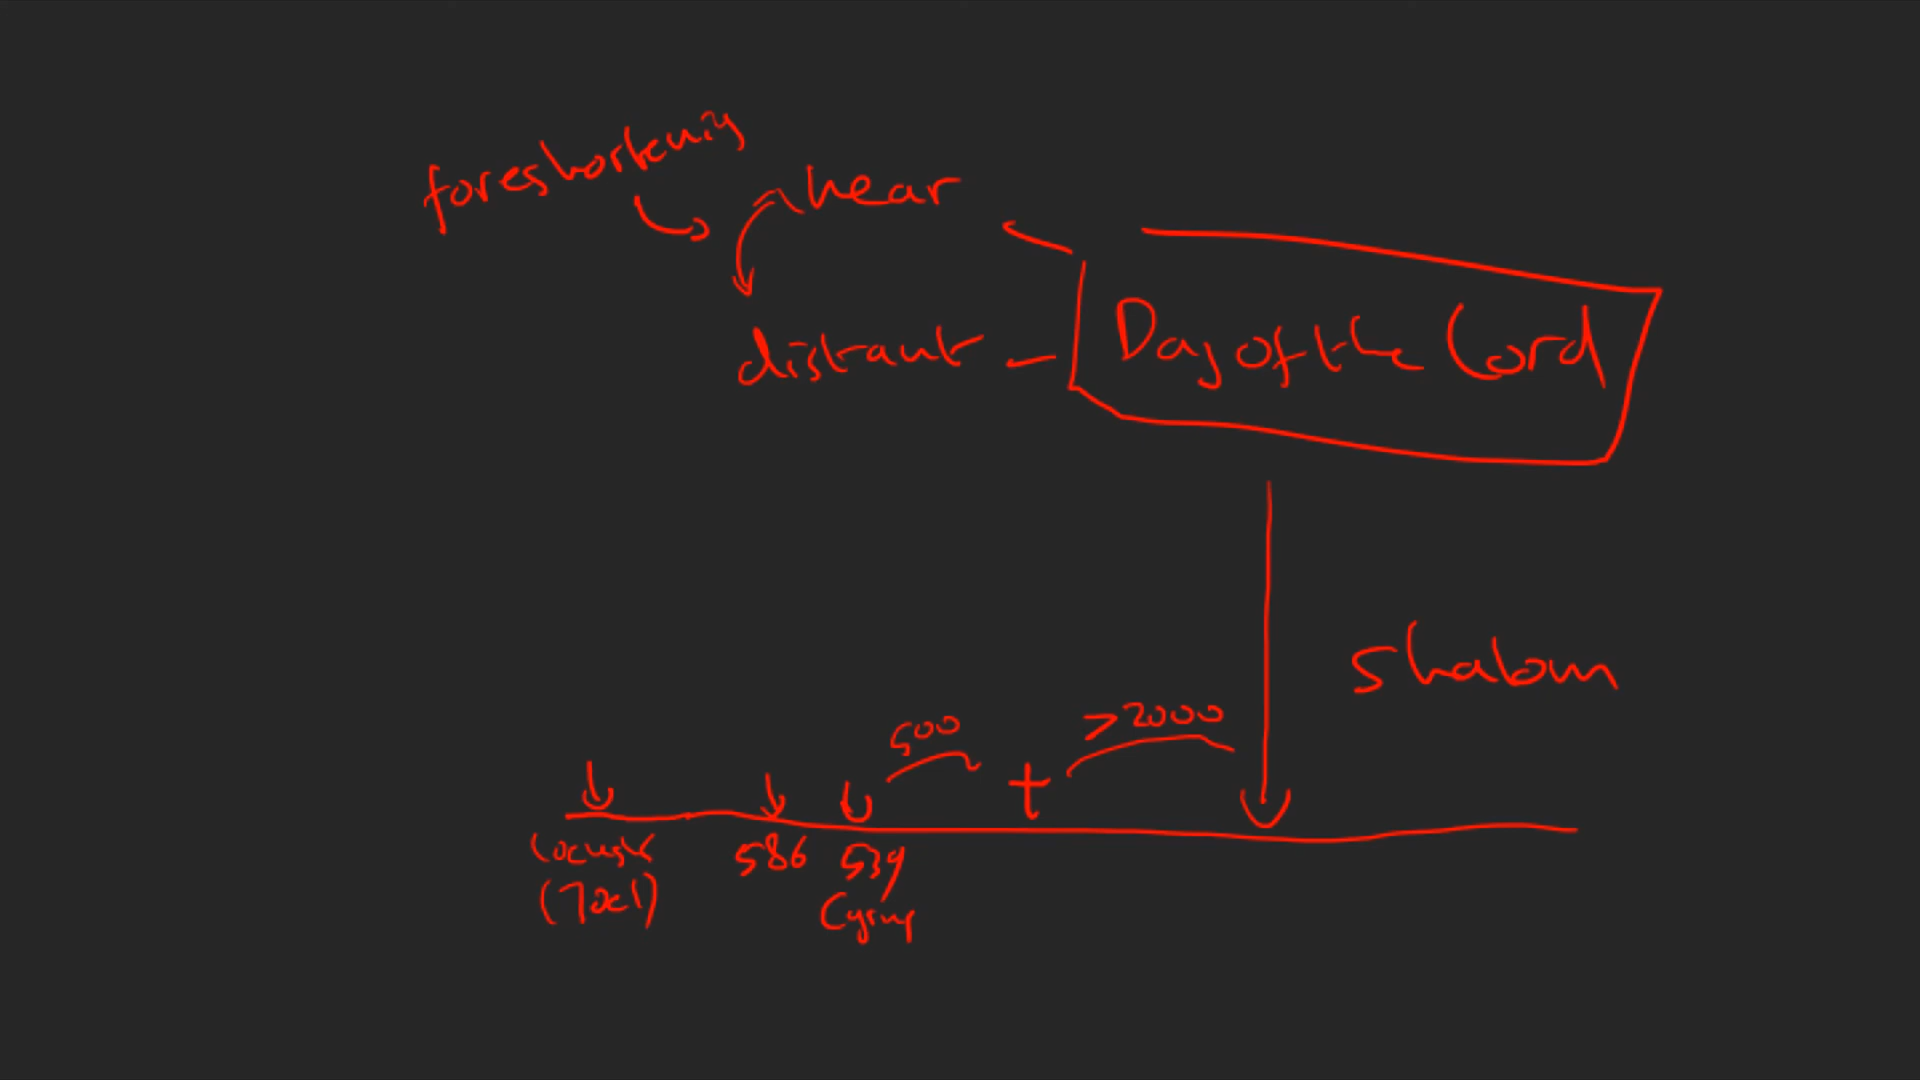 foreshortening
near
distant
Day of the Lord
shalom
500
>2000
locusts
586
539
(Joel)
Cyrus